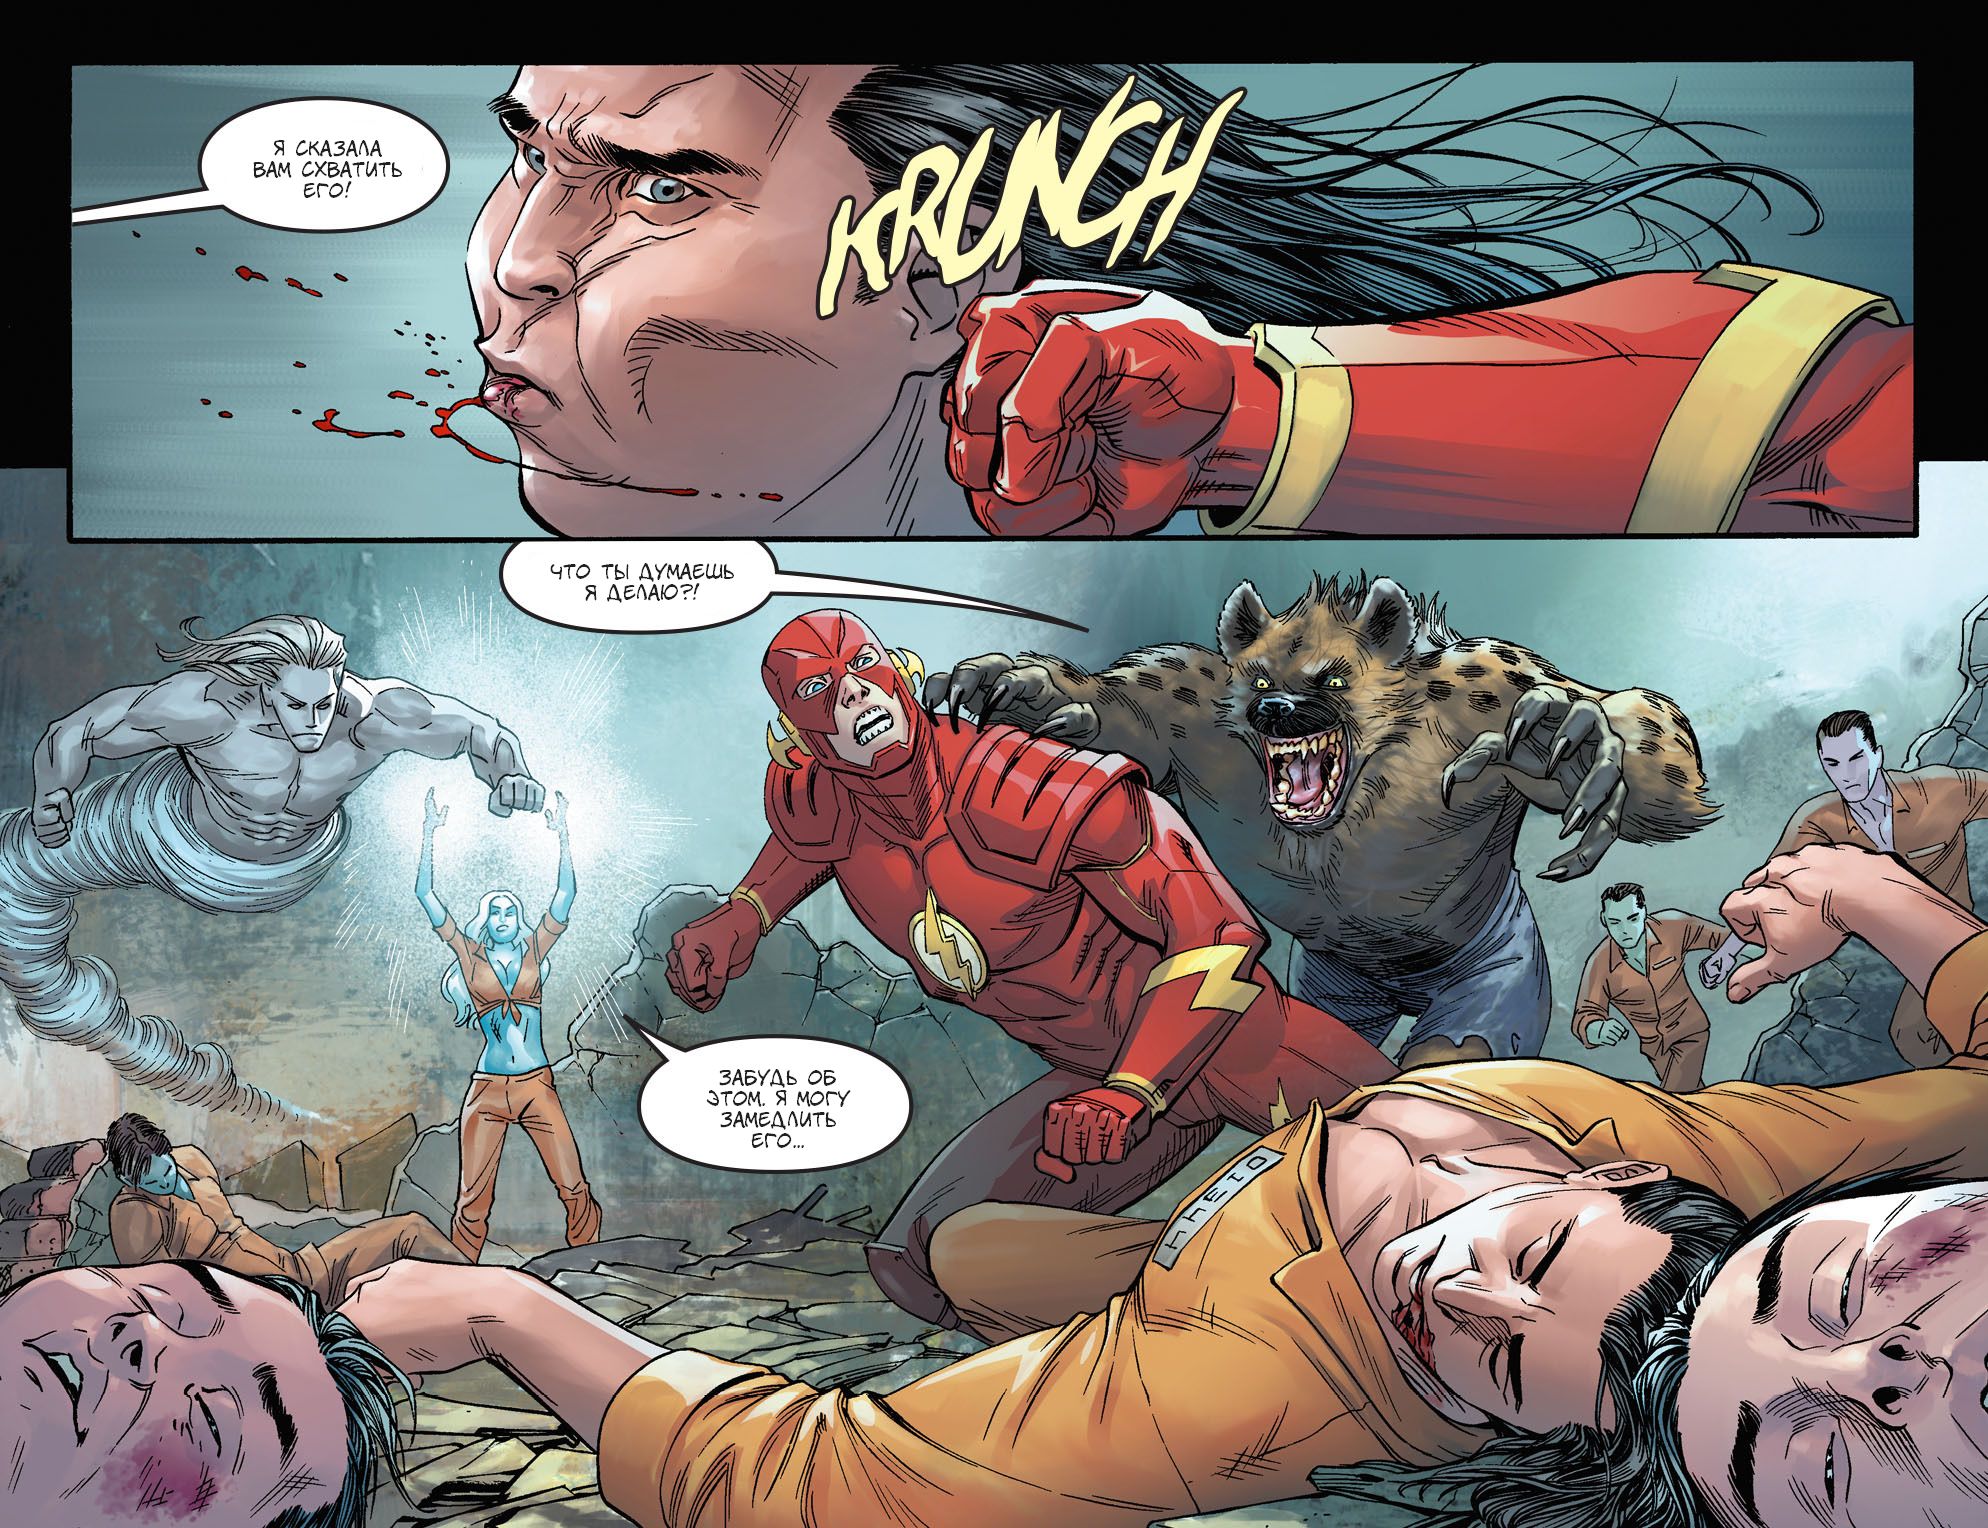 Я СКАЗАЛА
ВАМ СХВАТИТЬ
ЕГО!
KRUNCH
ЧТО ТЫ ДУМАЕШЬ
Я ДЕЛАЮ?!
ЗАБУДЬ ОБ
ЭТОМ. Я МОГУ
ЗАМЕДЛИТЬ
ЕГО...